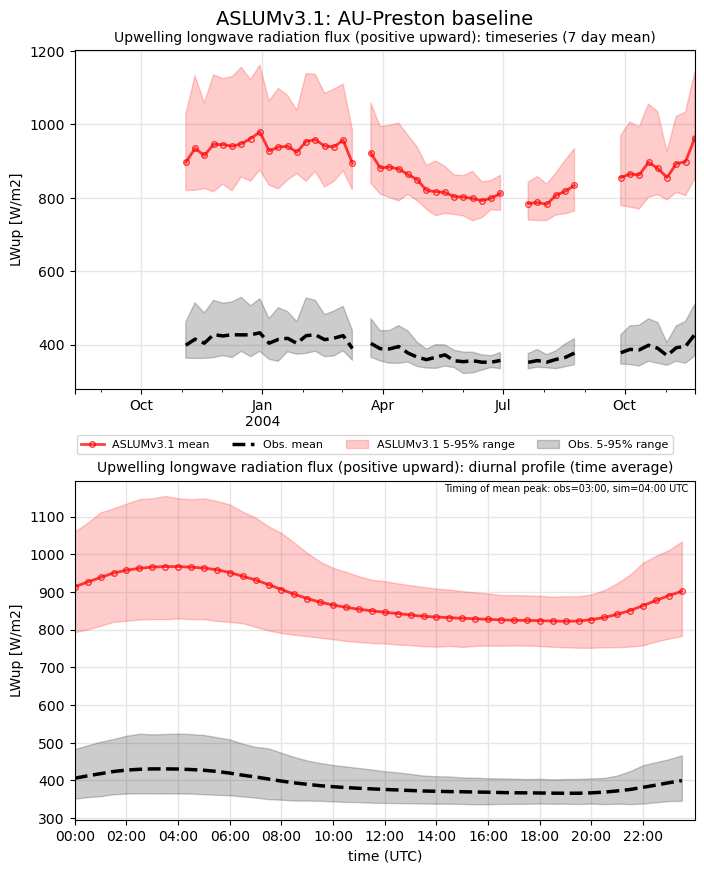 ASLUMv3.1: AU-Preston baseline
Upwelling longwave radiation flux (positive upward): timeseries (7 day mean)
1200
1000
800
600
400
LWup [W/m2]
Oct
Jan
2004
Apr
Jul
Oct
ASLUMv3.1 mean
Obs. mean
ASLUMv3.1 5-95% range
Obs. 5-95% range
Upwelling longwave radiation flux (positive upward): diurnal profile (time average)
Timing of mean peak: obs=03:00, sim=04:00 UTC
1100
1000
900
800
700
600
500
400
300
LWup [W/m2]
00:00
02:00
04:00
06:00
08:00
10:00
12:00
14:00
16:00
18:00
20:00
22:00
time (UTC)